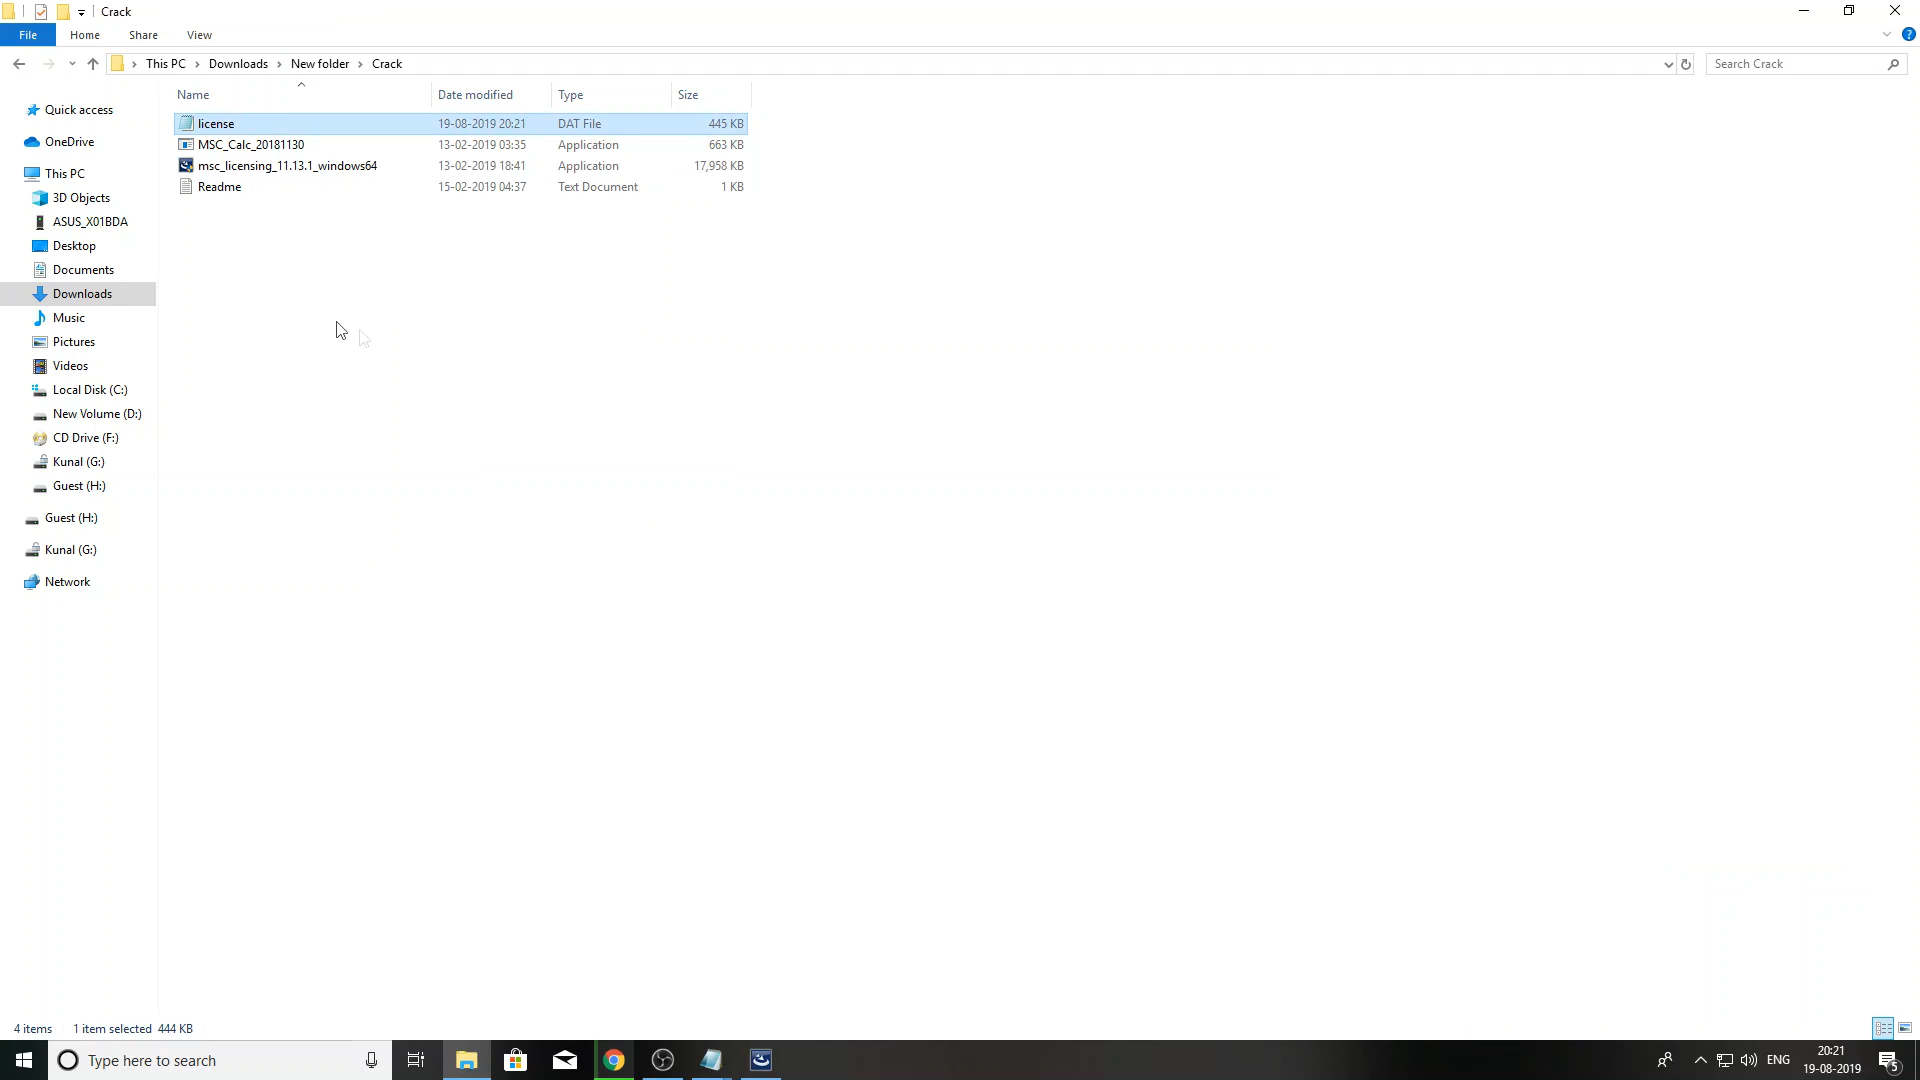 Crack
File Home Share View
This PC Downloads New folder Crack
Search Crack
Name Date modified Type Size
license 19-08-2019 20:21 DAT File 445 KB
MSC_Calc_20181130 13-02-2019 03:35 Application 663 KB
msc_licensing_11.13.1_windows64 13-02-2019 18:41 Application 17,958 KB
Readme 15-02-2019 04:37 Text Document 1 KB
Quick access
OneDrive
This PC
3D Objects
ASUS_X01BDA
Desktop
Documents
Downloads
Music
Pictures
Videos
Local Disk (C:)
New Volume (D:)
CD Drive (F:)
Kunal (G:)
Guest (H:)
Guest (H:)
Kunal (G:)
Network
4 items 1 item selected 444 KB
Type here to search
ENG
20:21
19-08-2019
5